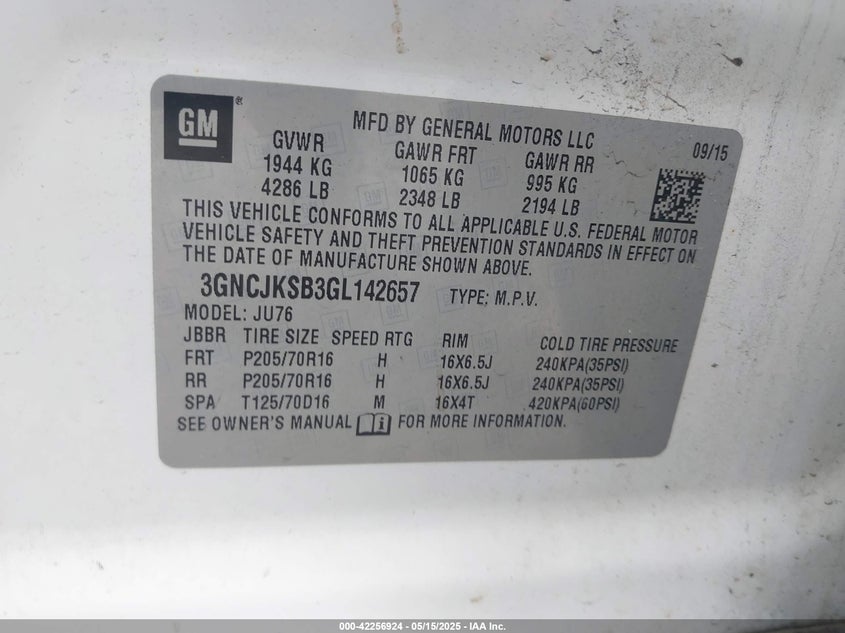 GM ®
MFD BY GENERAL MOTORS LLC 09/15
GVWR GAWR FRT GAWR RR
1944 KG 1065 KG 995 KG
4286 LB 2348 LB 2194 LB
THIS VEHICLE CONFORMS TO ALL APPLICABLE U.S. FEDERAL MOTOR
VEHICLE SAFETY AND THEFT PREVENTION STANDARDS IN EFFECT ON
THE DATE OF MANUFACTURE SHOWN ABOVE.
3GNCJKSB3GL142657 TYPE: M.P.V.
MODEL: JU76
JBBR TIRE SIZE SPEED RTG RIM COLD TIRE PRESSURE
FRT P205/70R16 H 16X6.5J 240KPA(35PSI)
RR P205/70R16 H 16X6.5J 240KPA(35PSI)
SPA T125/70D16 M 16X4T 420KPA(60PSI)
SEE OWNER'S MANUAL i FOR MORE INFORMATION.
000-42256924 - 05/15/2025 - IAA Inc.